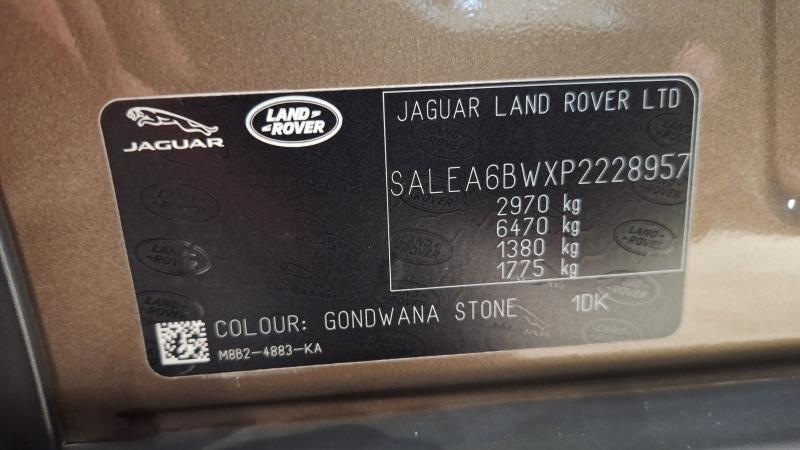 JAGUAR
LAND ROVER
JAGUAR LAND ROVER LTD
SALEA6BWXP2228957
2970 kg
6470 kg
1380 kg
1775 kg
COLOUR: GONDWANA STONE 1DK
M8B2-4883-KA